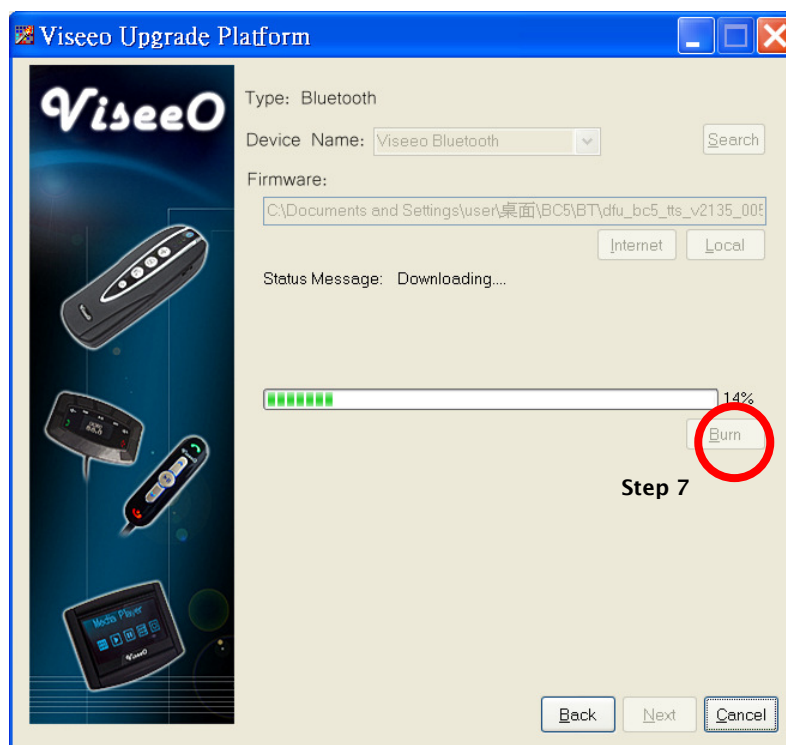 Viseeo Upgrade Platform
ViseeO
Type: Bluetooth
Device Name: Viseeo Bluetooth
Search
Firmware:
C:\Documents and Settings\user\桌面\BC5\BT\dfu_bc5_tts_v2135_005
Internet
Local
Status Message: Downloading....
14%
Burn
Step 7
Media Player
ViseeO
Back
Next
Cancel